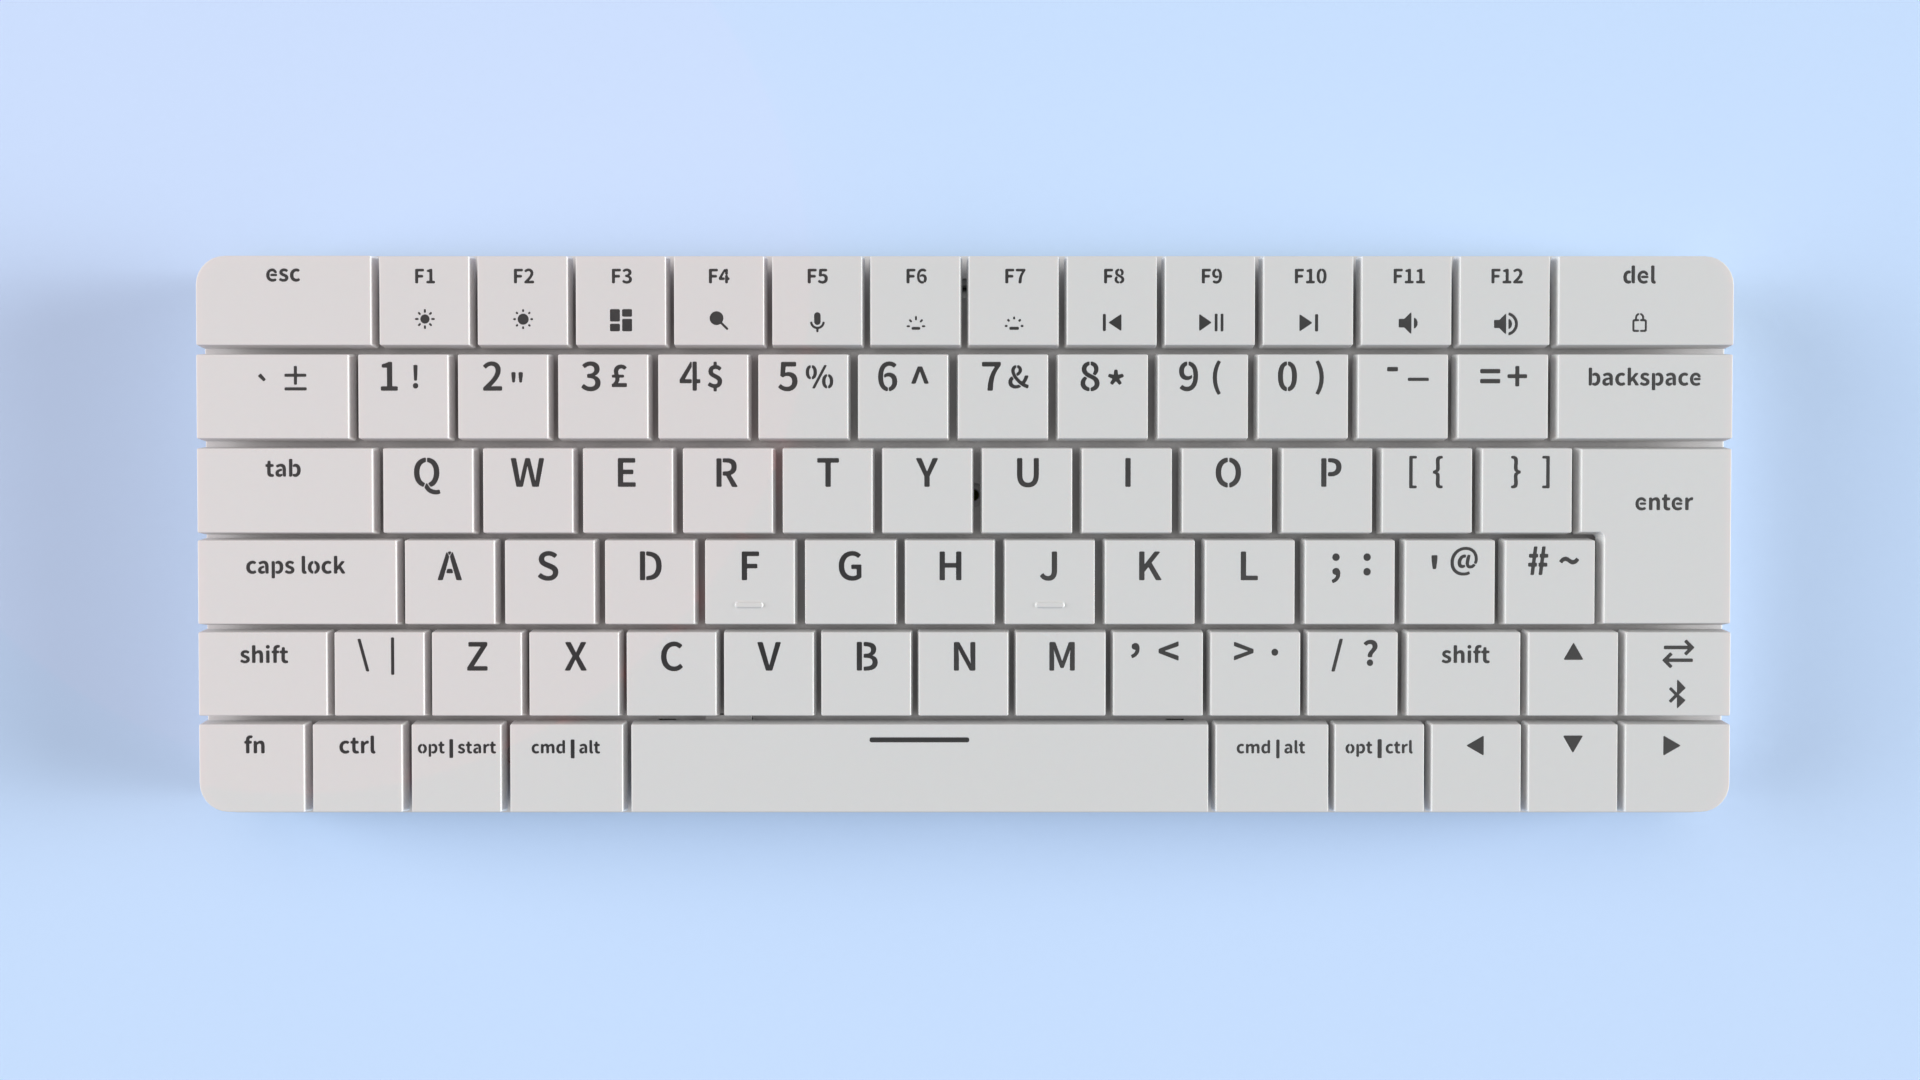 esc F1 F2 F3 F4 F5 F6 F7 F8 F9 F10 F11 F12 del
` ± 1 ! 2 " 3 £ 4 $ 5 % 6 ^ 7 & 8 * 9 ( 0 ) - _ = + backspace
tab Q W E R T Y U I O P [ { } ] enter
caps lock A S D F G H J K L ; : ' @ # ~
shift \ | Z X C V B N M , < > . / ? shift
fn ctrl opt|start cmd|alt cmd|alt opt|ctrl